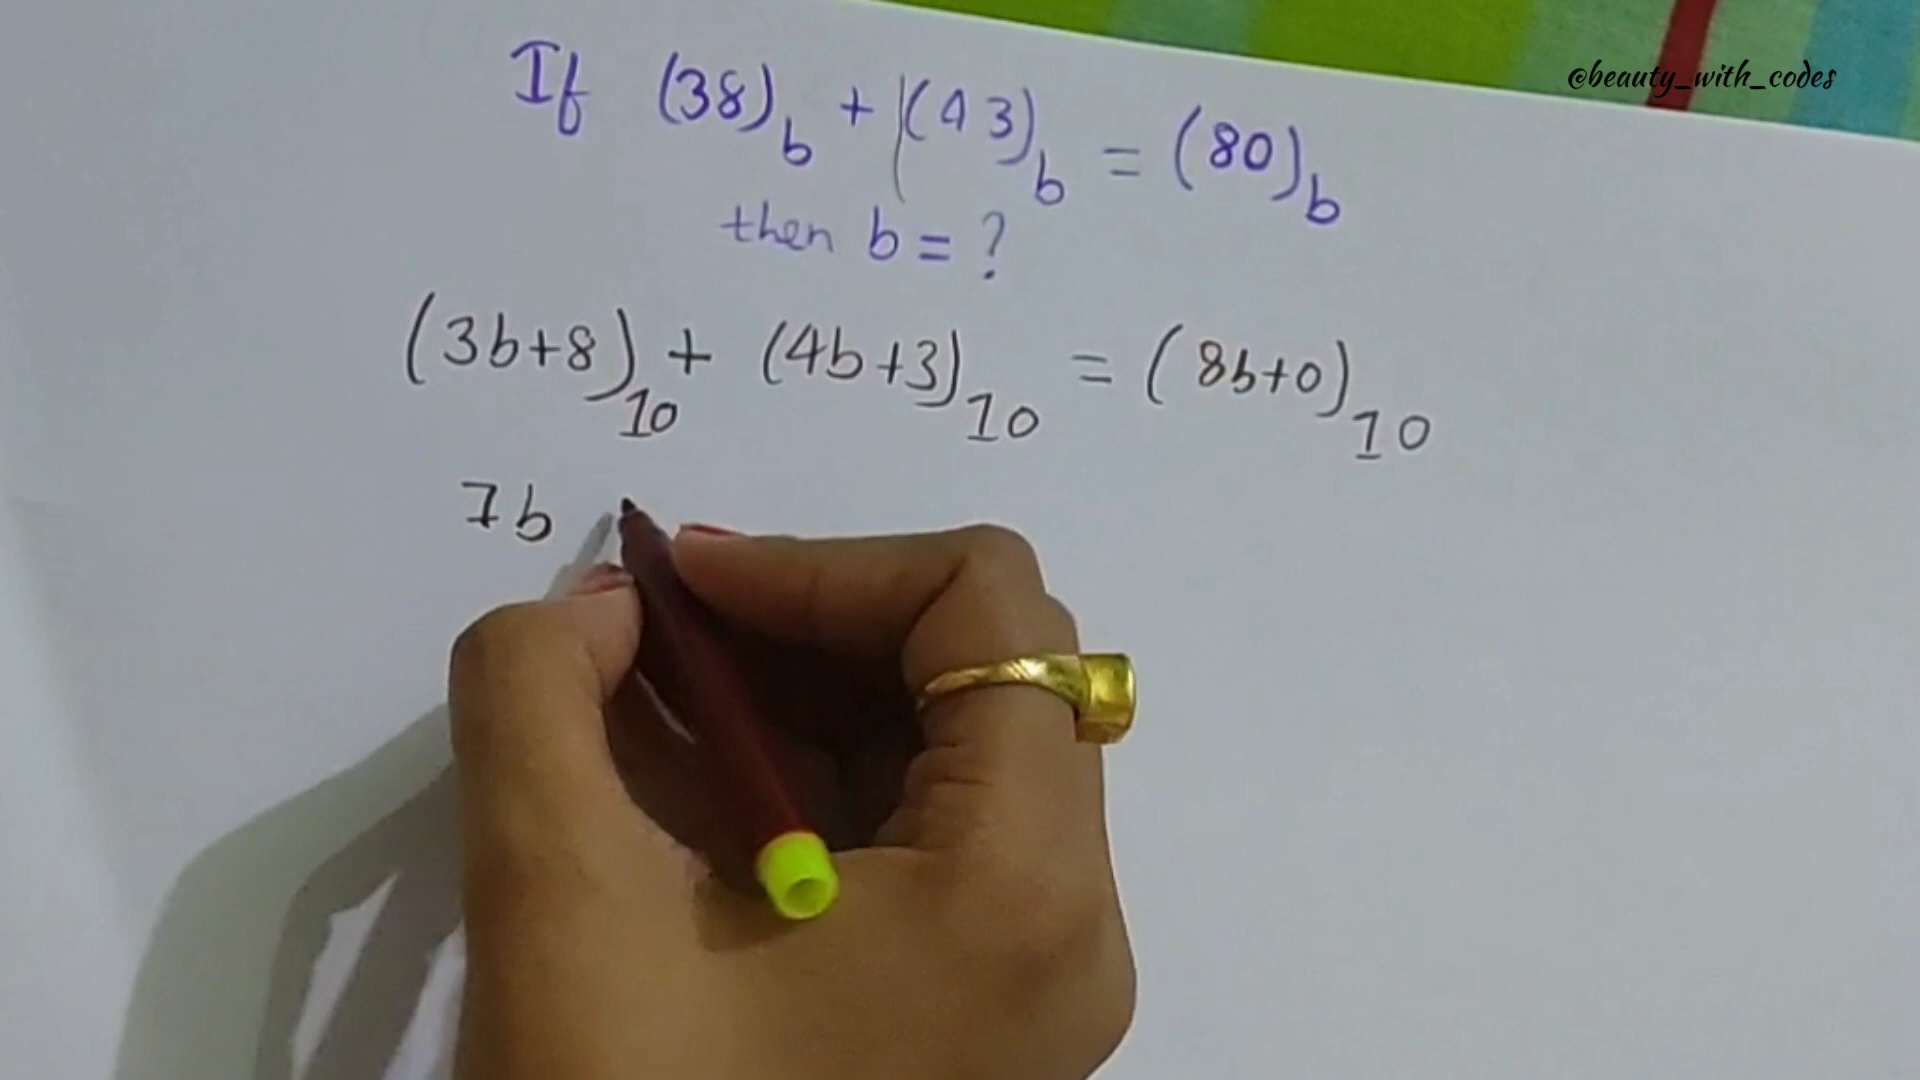 @beauty_with_codes
If (38)b + (43)b = (80)b
then b = ?
(3b+8)10 + (4b+3)10 = (8b+0)10
7b